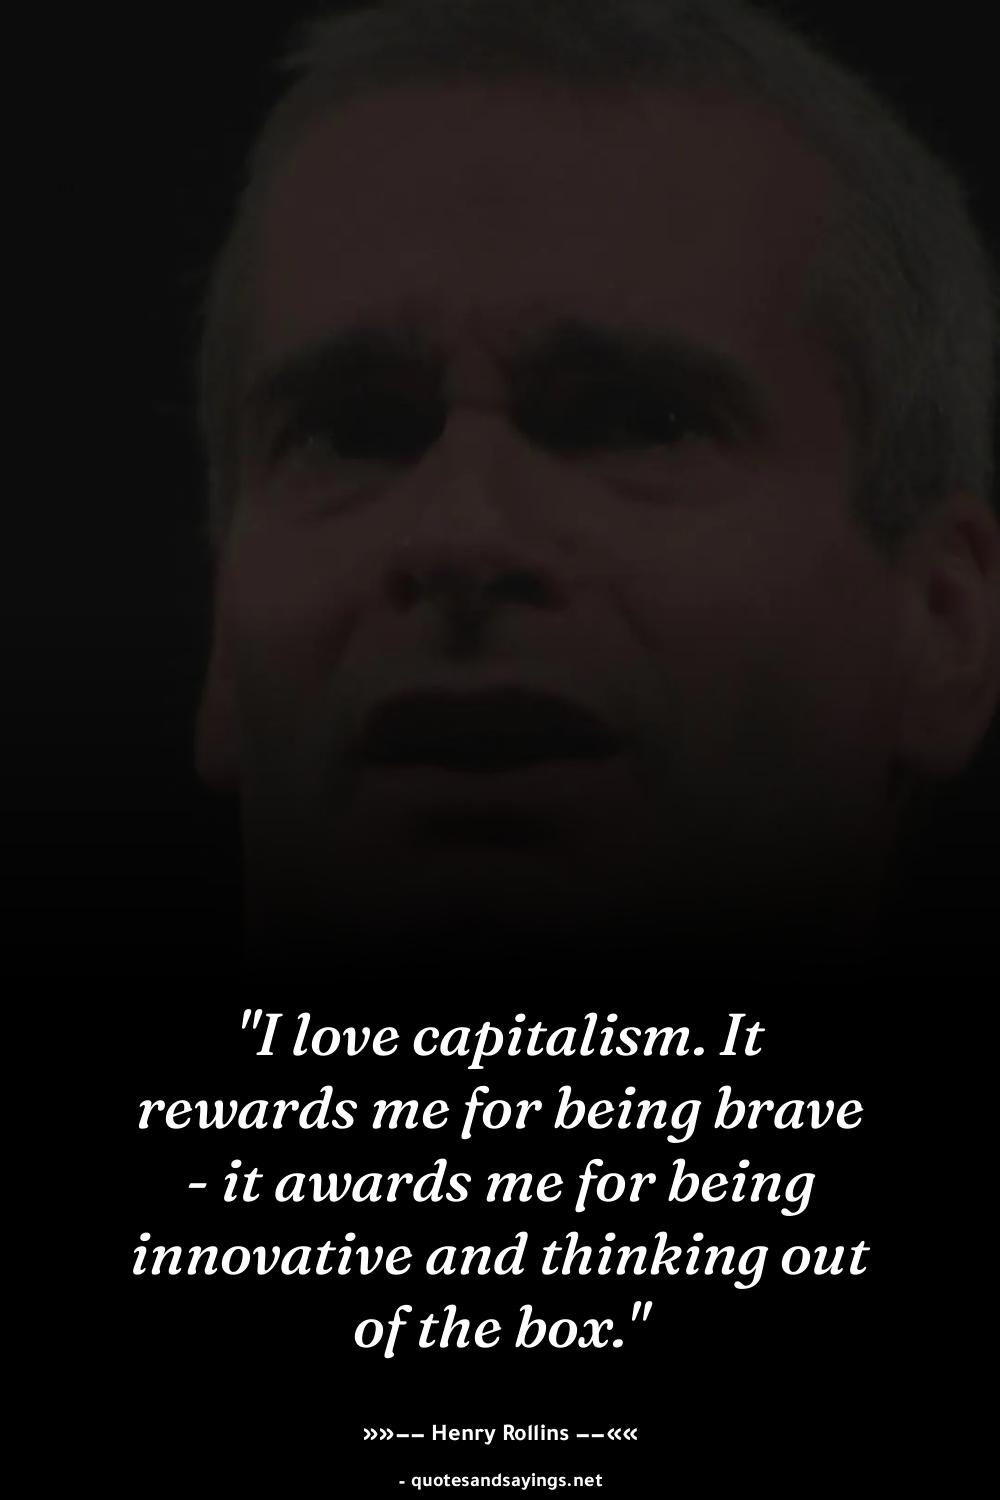 "I love capitalism. It
rewards me for being brave
- it awards me for being
innovative and thinking out
of the box."
»»−− Henry Rollins −−««
- quotesandsayings.net